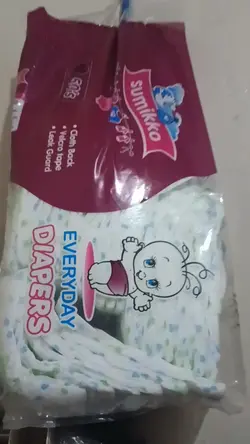 sumikko
• Cloth Back
• Velcro tape
• Leak Guard
EVERYDAY
DIAPERS